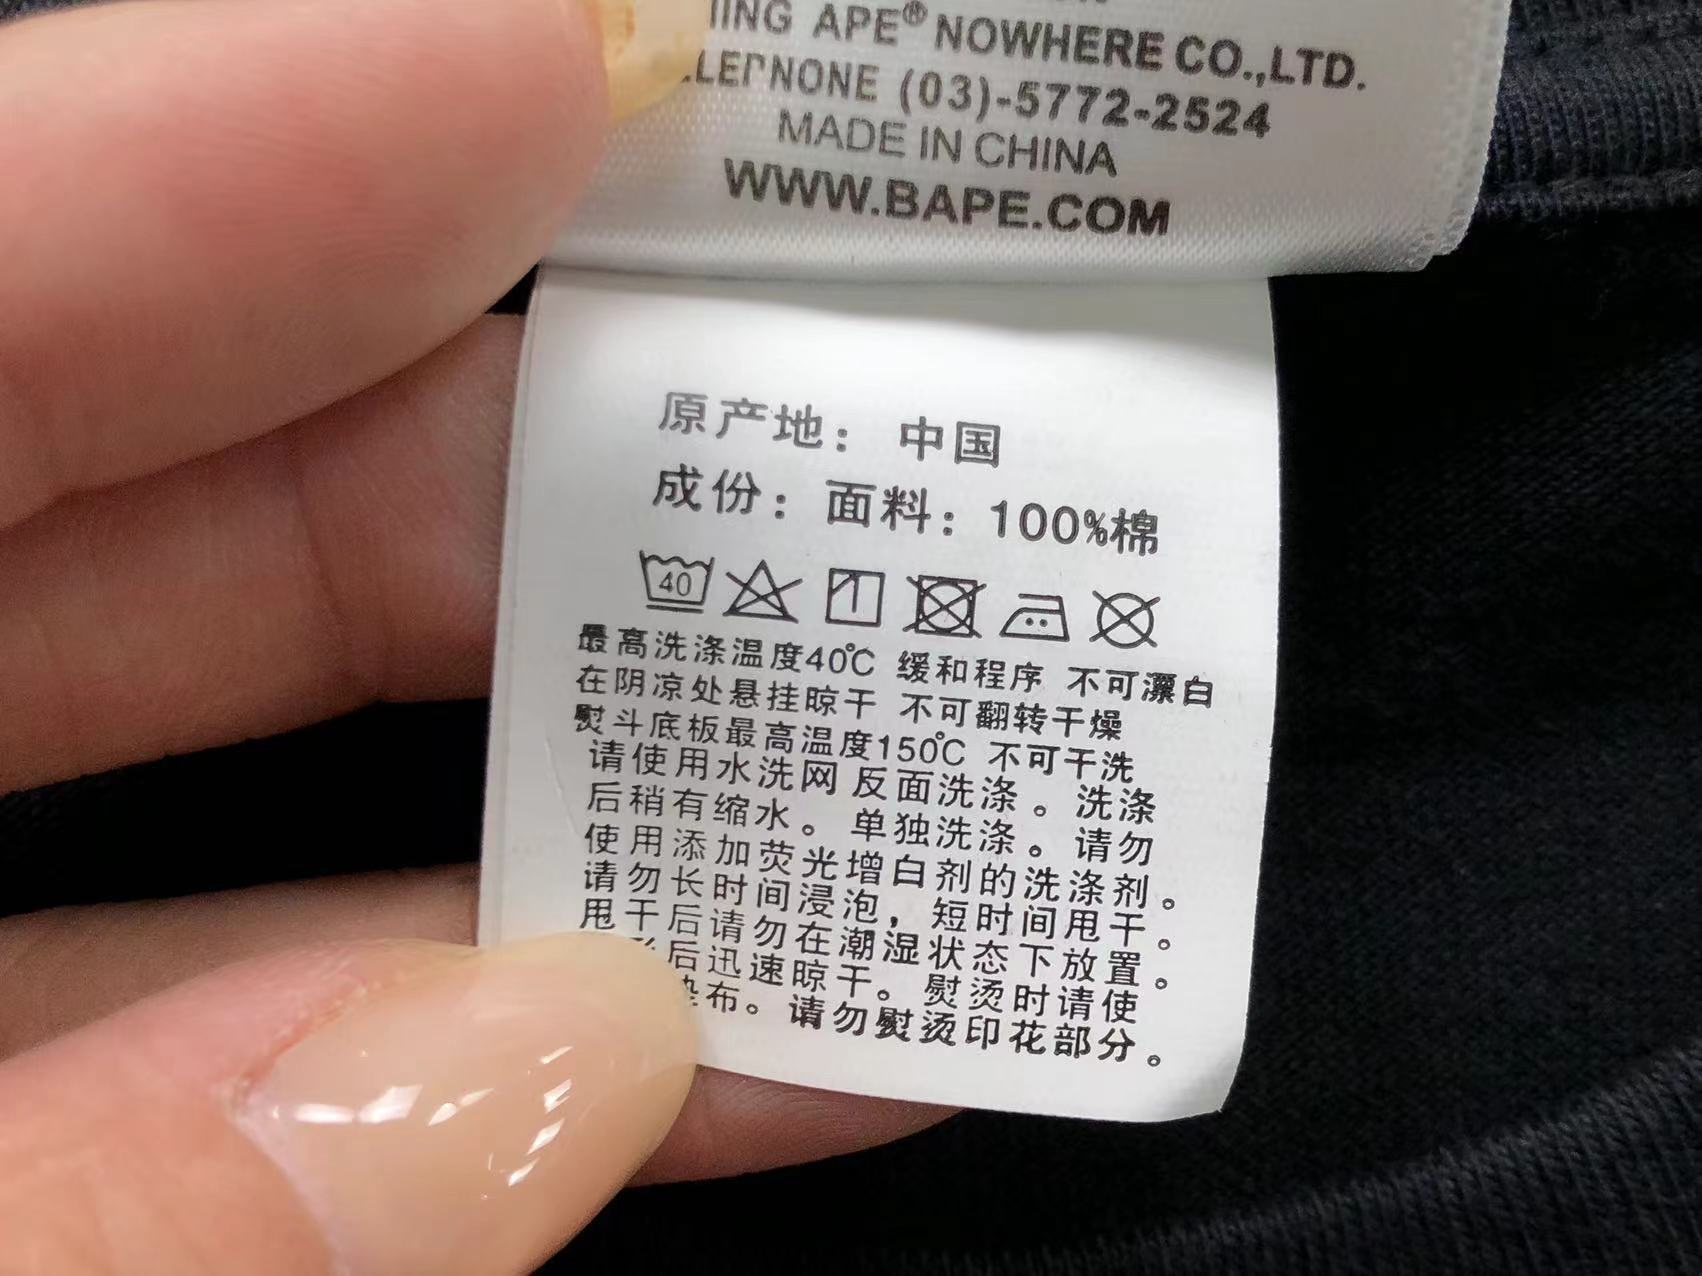 APE® NOWHERE CO.,LTD.
(03)-5772-2524
MADE IN CHINA
WWW.BAPE.COM
原产地： 中国
成份：面料：100%棉
40
最高洗涤温度40℃ 缓和程序 不可漂白
在阴凉处悬挂晾干 不可翻转干燥
熨斗底板最高温度150℃ 不可干洗
请使用水洗网 反面洗涤。洗涤
后稍有缩水。单独洗涤。请勿
使用添加荧光增白剂的洗涤剂。
请勿长时间浸泡，短时间甩干。
甩干后请勿在潮湿状态下放置。
后迅速晾干。熨烫时请使
布。请勿熨烫印花部分。